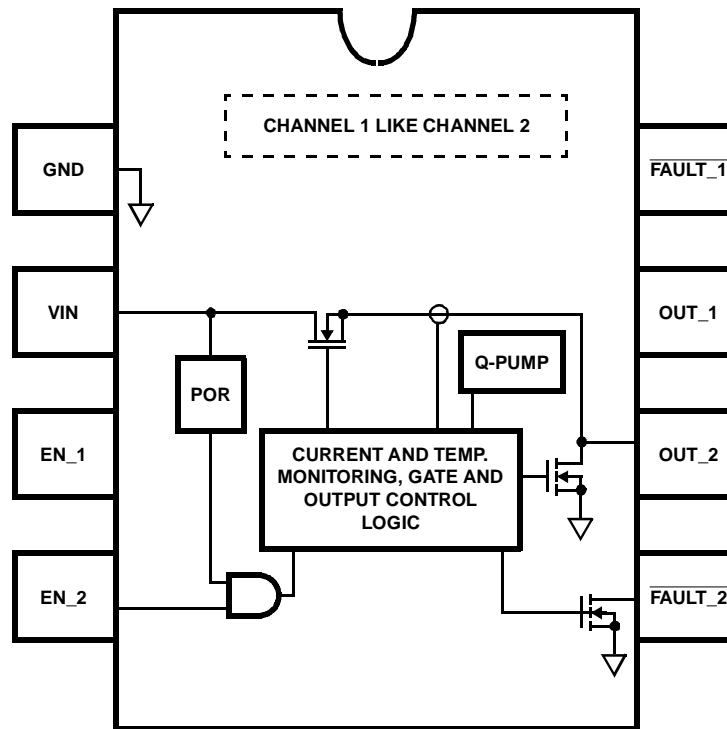 CHANNEL 1 LIKE CHANNEL 2
GND
FAULT_1
VIN
OUT_1
Q-PUMP
POR
EN_1
CURRENT AND TEMP.
MONITORING, GATE AND
OUTPUT CONTROL
LOGIC
OUT_2
EN_2
FAULT_2